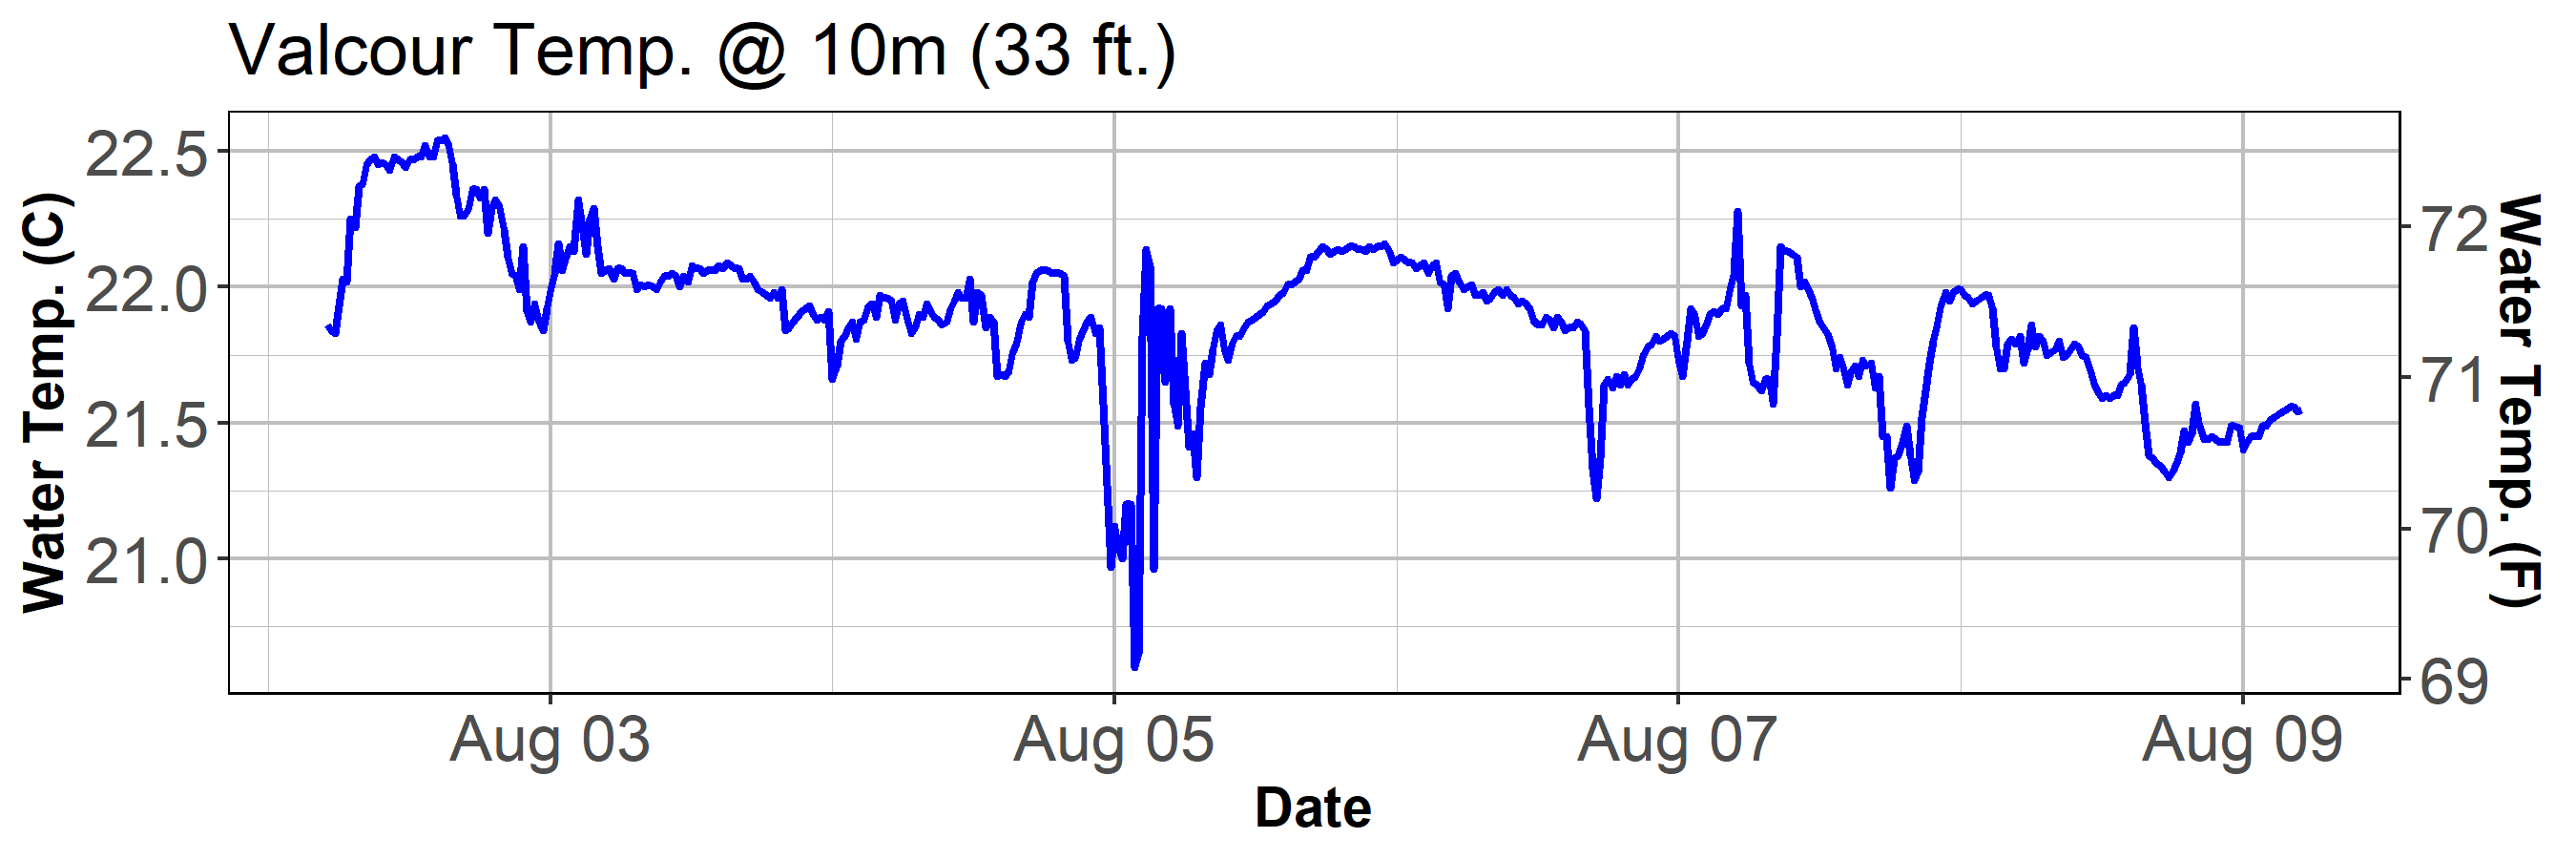 Valcour Temp. @ 10m (33 ft.)
Water Temp. (C)
22.5
22.0
21.5
21.0
72
71
70
69
Water Temp. (F)
Aug 03
Aug 05
Aug 07
Aug 09
Date